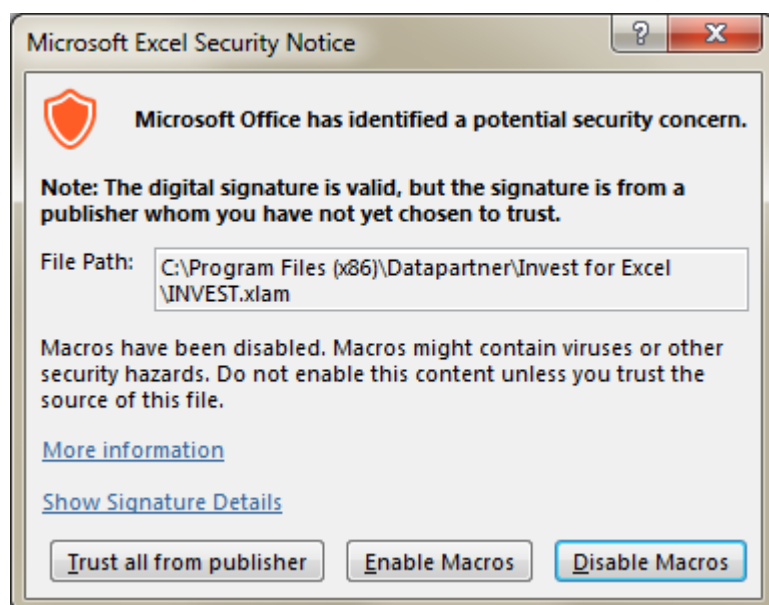 Microsoft Excel Security Notice
Microsoft Office has identified a potential security concern.
Note: The digital signature is valid, but the signature is from a
publisher whom you have not yet chosen to trust.
File Path:
C:\Program Files (x86)\Datapartner\Invest for Excel
\INVEST.xlam
Macros have been disabled. Macros might contain viruses or other
security hazards. Do not enable this content unless you trust the
source of this file.
More information
Show Signature Details
Trust all from publisher
Enable Macros
Disable Macros